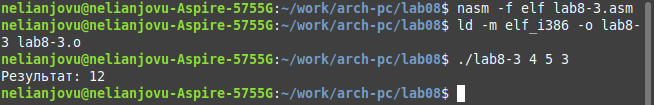 nelianjovu@nelianjovu-Aspire-5755G:~/work/arch-pc/lab08$ nasm -f elf lab8-3.asm
nelianjovu@nelianjovu-Aspire-5755G:~/work/arch-pc/lab08$ ld -m elf_i386 -o lab8-
3 lab8-3.o
nelianjovu@nelianjovu-Aspire-5755G:~/work/arch-pc/lab08$ ./lab8-3 4 5 3
Результат: 12
nelianjovu@nelianjovu-Aspire-5755G:~/work/arch-pc/lab08$